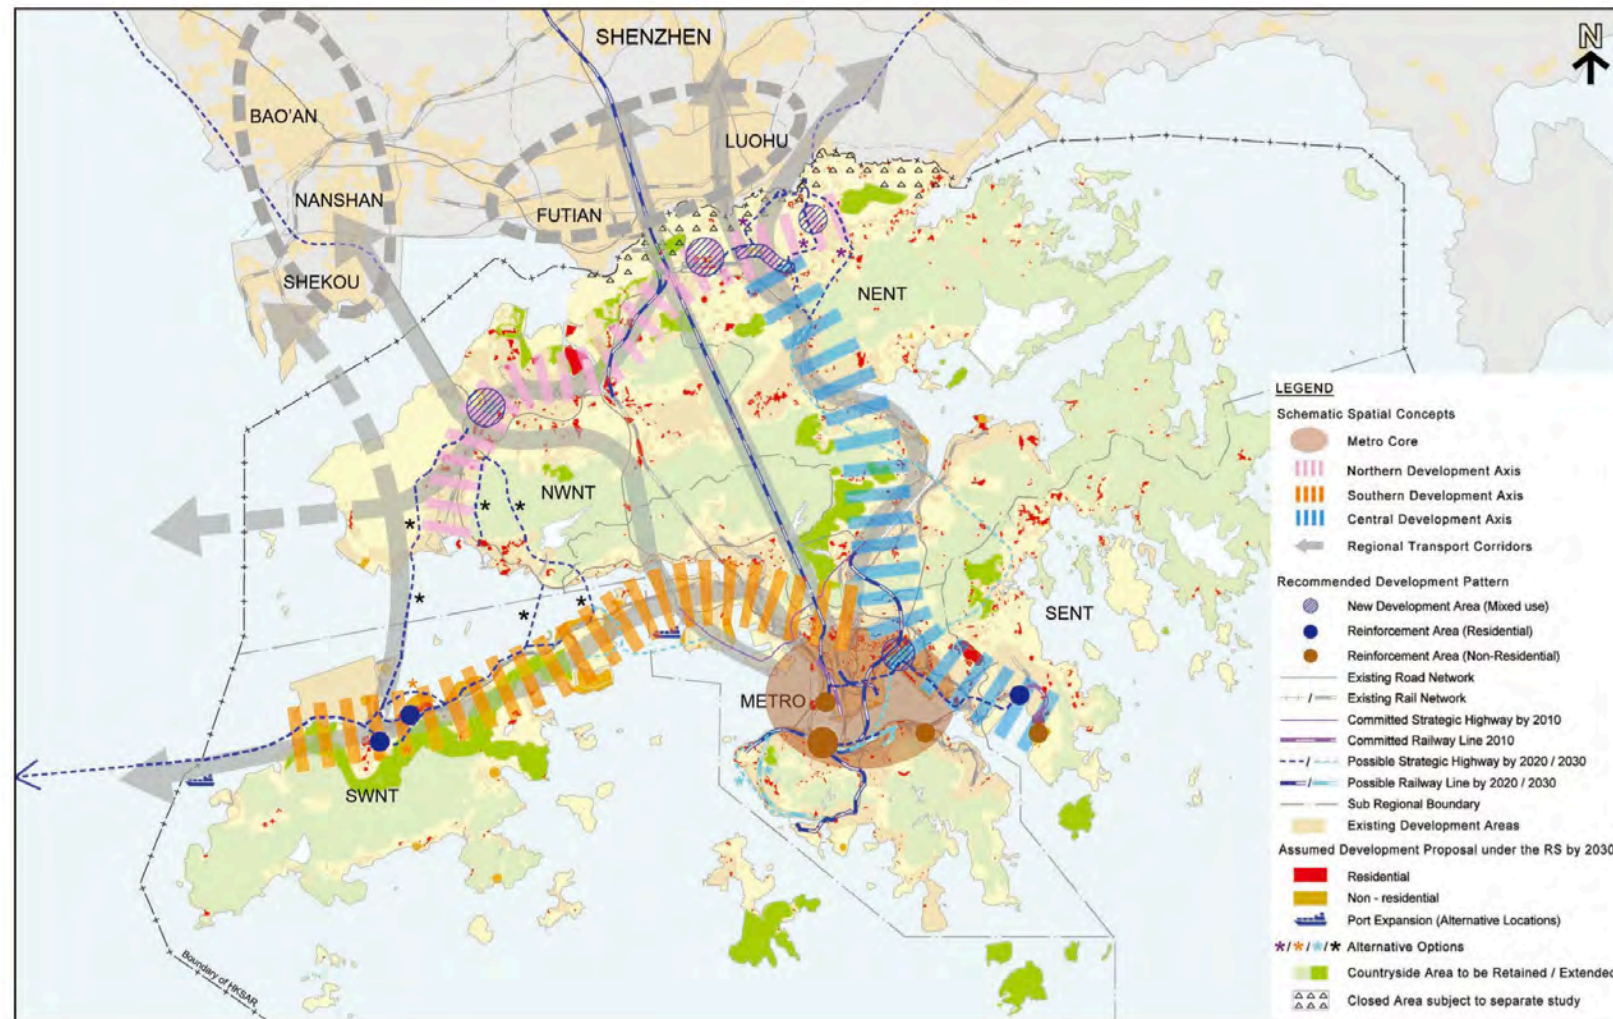 SHENZHEN
N
BAO'AN
LUOHU
NANSHAN
FUTIAN
SHEKOU
NENT
NWNT
SENT
METRO
SWNT
Boundary of HKSAR
LEGEND
Schematic Spatial Concepts
Metro Core
Northern Development Axis
Southern Development Axis
Central Development Axis
Regional Transport Corridors
Recommended Development Pattern
New Development Area (Mixed use)
Reinforcement Area (Residential)
Reinforcement Area (Non-Residential)
Existing Road Network
/ Existing Rail Network
Committed Strategic Highway by 2010
Committed Railway Line 2010
/ Possible Strategic Highway by 2020 / 2030
/ Possible Railway Line by 2020 / 2030
Sub Regional Boundary
Existing Development Areas
Assumed Development Proposal under the RS by 2030
Residential
Non - residential
Port Expansion (Alternative Locations)
*/*/*/* Alternative Options
Countryside Area to be Retained / Extended
Closed Area subject to separate study